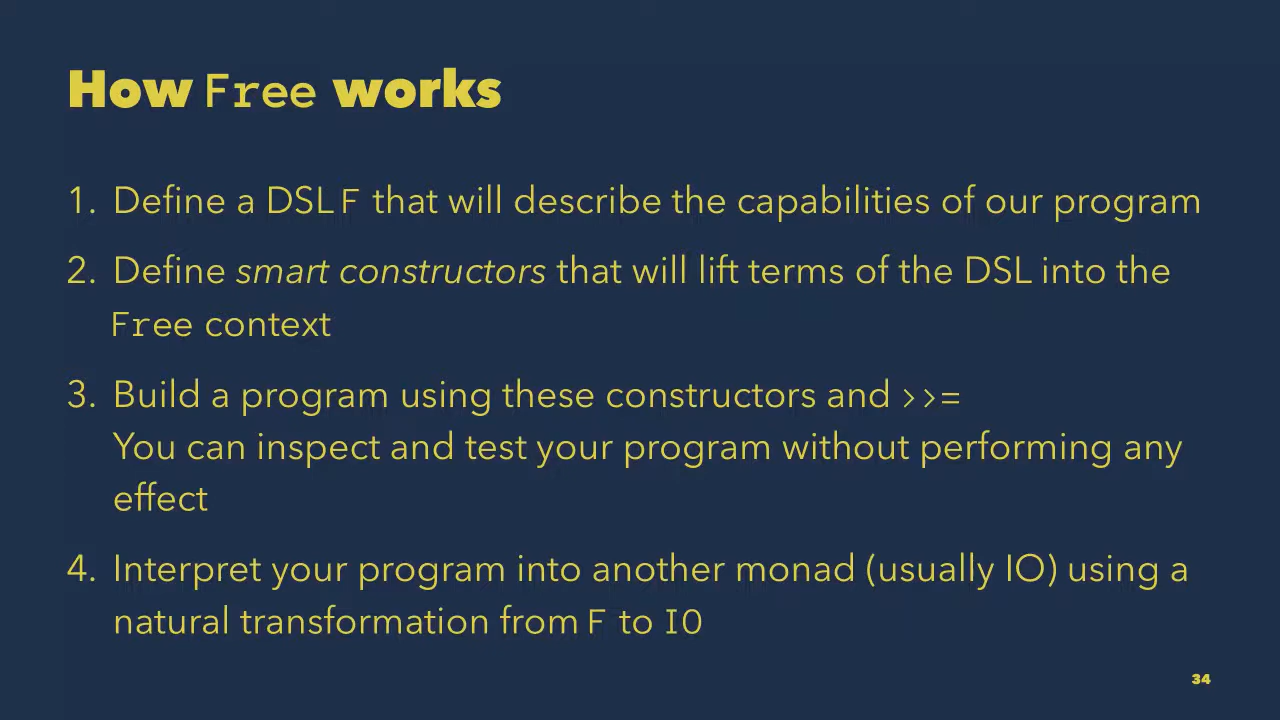 How Free works
1. Define a DSL F that will describe the capabilities of our program
2. Define smart constructors that will lift terms of the DSL into the
Free context
3. Build a program using these constructors and >>=
You can inspect and test your program without performing any
effect
4. Interpret your program into another monad (usually IO) using a
natural transformation from F to IO
34